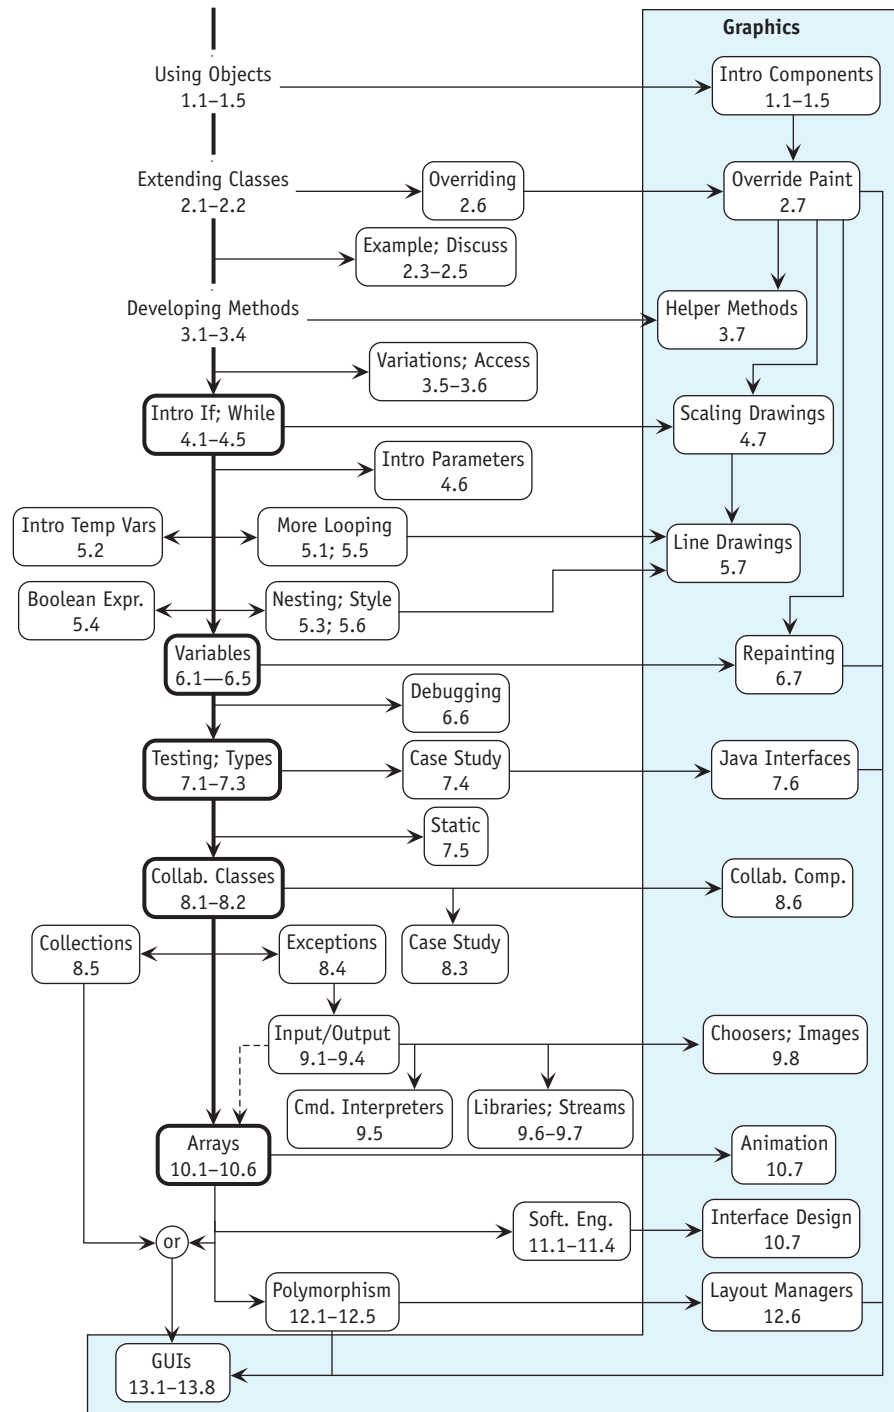 Graphics
Using Objects
1.1–1.5
Intro Components
1.1–1.5
Extending Classes
2.1–2.2
Overriding
2.6
Override Paint
2.7
Example; Discuss
2.3–2.5
Developing Methods
3.1–3.4
Helper Methods
3.7
Variations; Access
3.5–3.6
Intro If; While
4.1–4.5
Scaling Drawings
4.7
Intro Parameters
4.6
Intro Temp Vars
5.2
More Looping
5.1; 5.5
Line Drawings
5.7
Boolean Expr.
5.4
Nesting; Style
5.3; 5.6
Variables
6.1—6.5
Repainting
6.7
Debugging
6.6
Testing; Types
7.1–7.3
Case Study
7.4
Java Interfaces
7.6
Static
7.5
Collab. Classes
8.1–8.2
Collab. Comp.
8.6
Collections
8.5
Exceptions
8.4
Case Study
8.3
Input/Output
9.1–9.4
Choosers; Images
9.8
Cmd. Interpreters
9.5
Libraries; Streams
9.6–9.7
Arrays
10.1–10.6
Animation
10.7
or
Soft. Eng.
11.1–11.4
Interface Design
10.7
Polymorphism
12.1–12.5
Layout Managers
12.6
GUIs
13.1–13.8